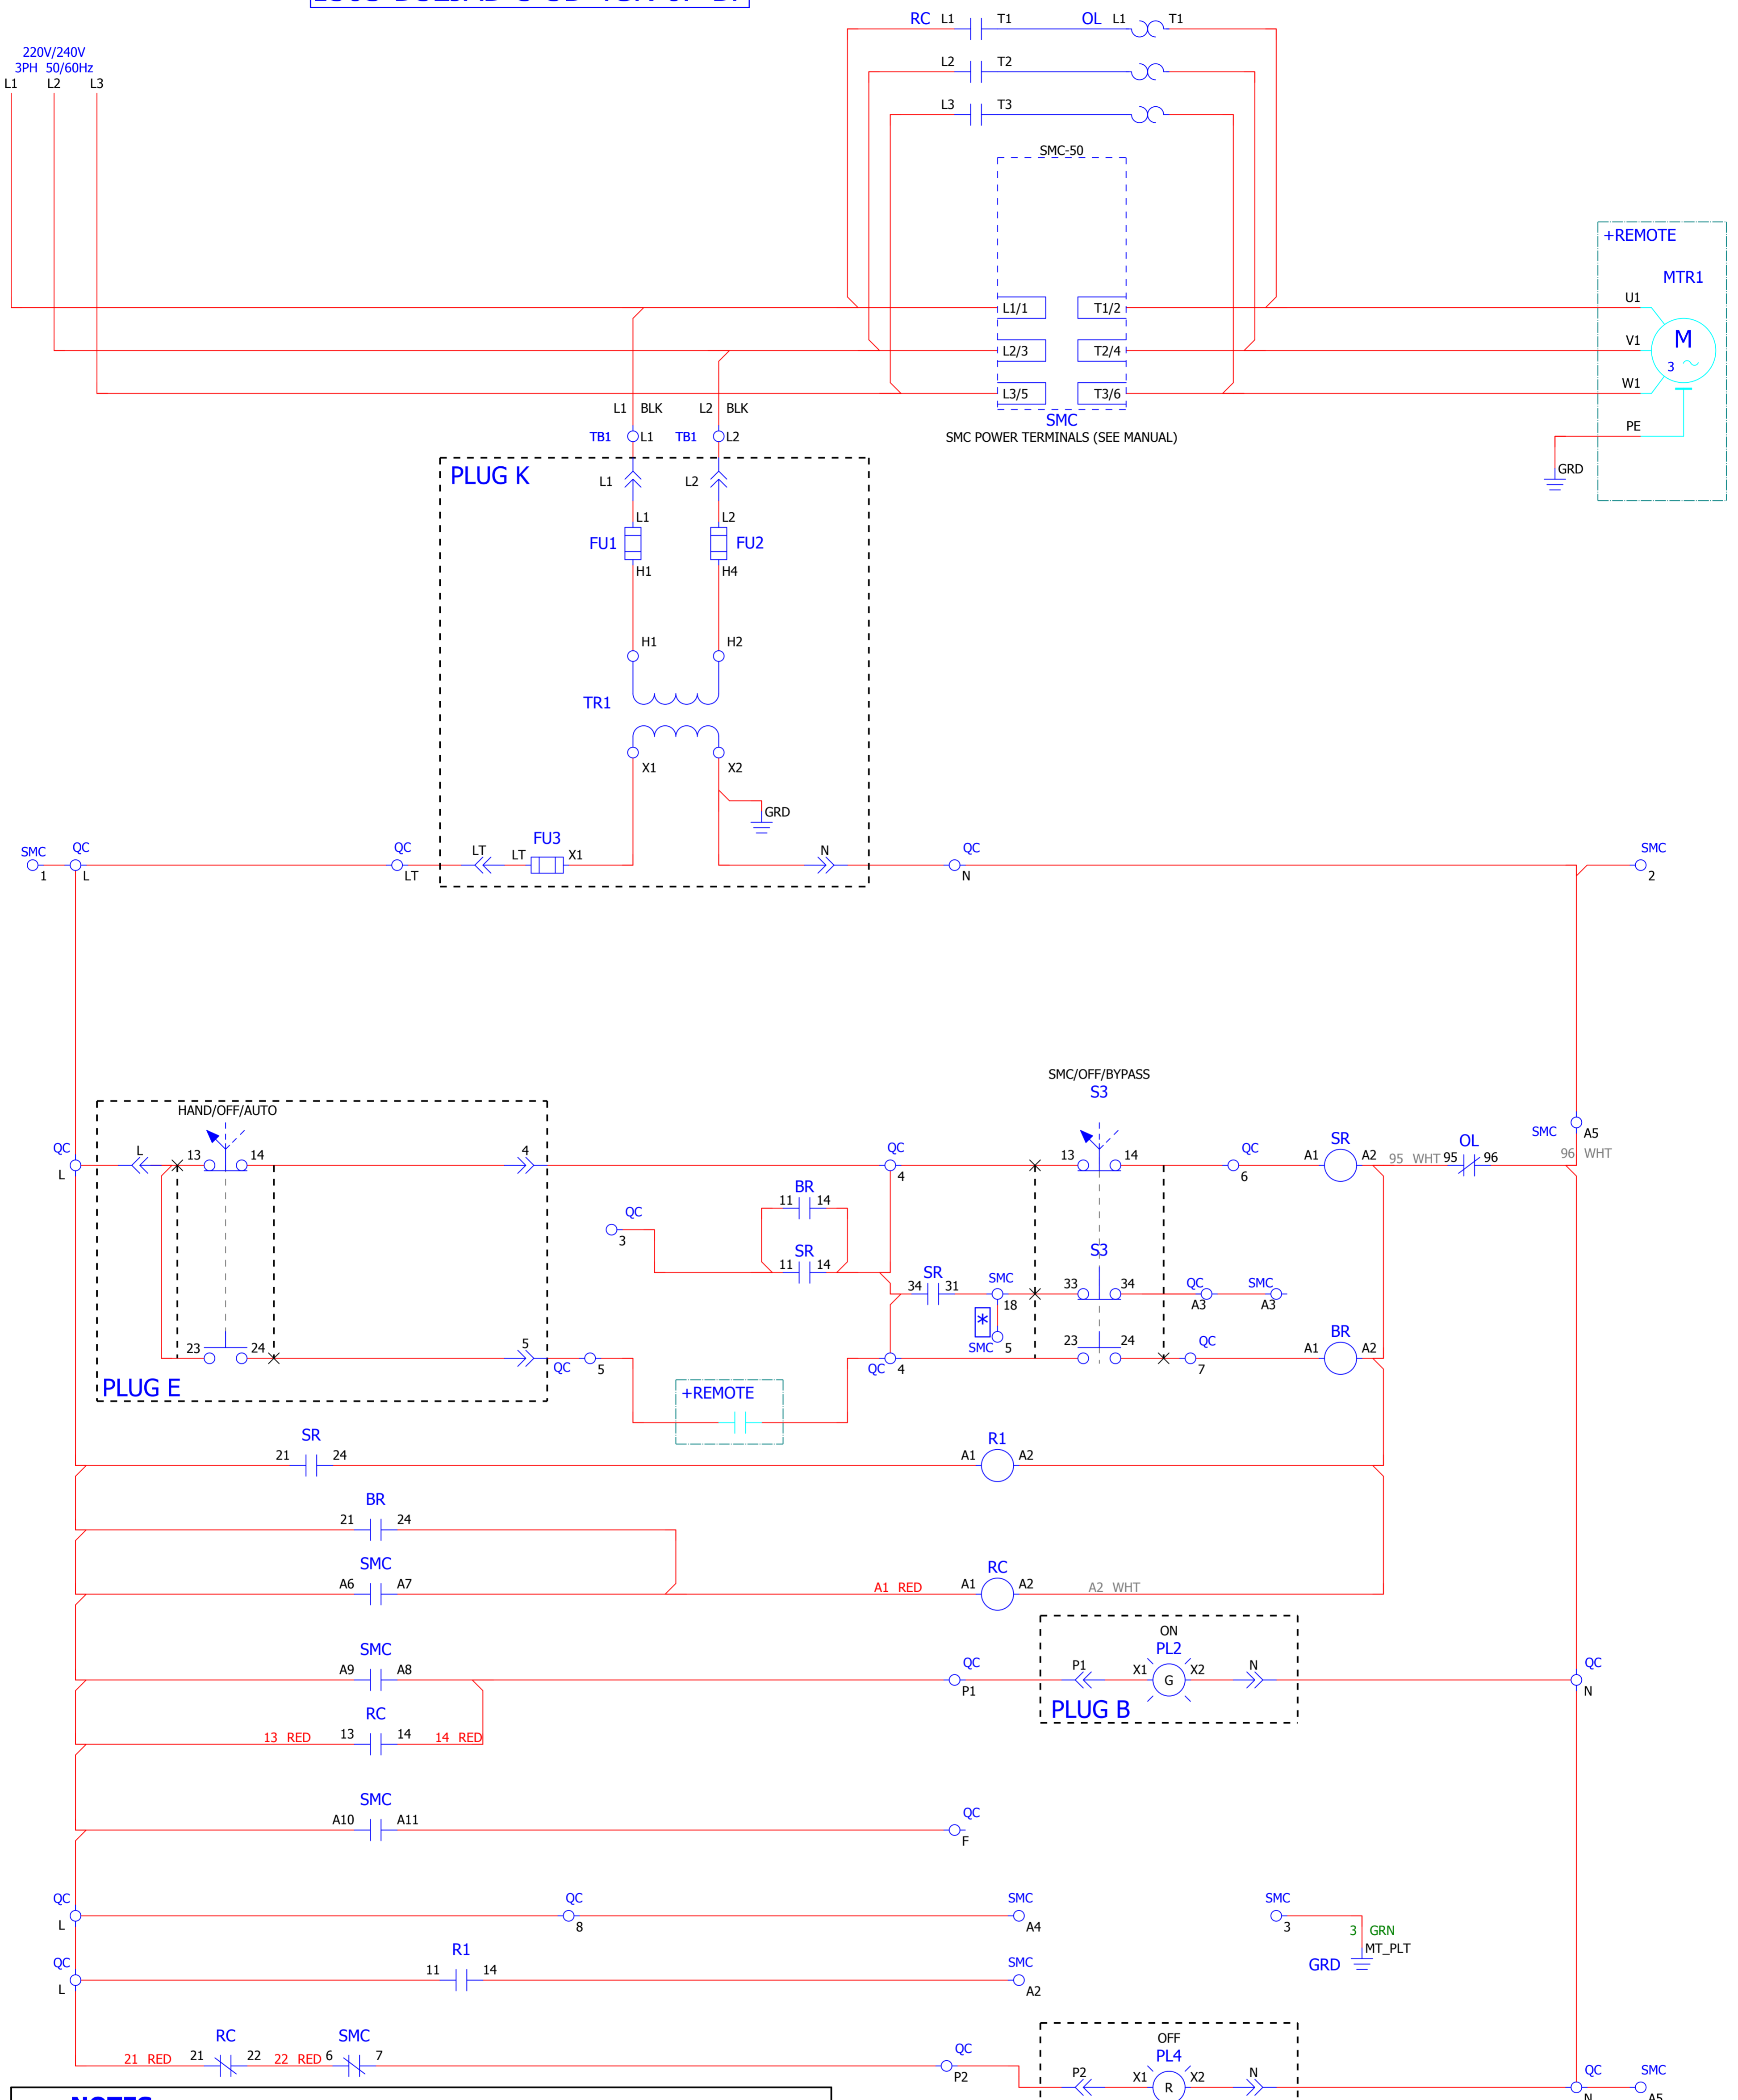 RC L1 T1 OL L1 T1
220V/240V
3PH 50/60Hz
L1 L2 L3
L2 T2
L3 T3
SMC-50
+REMOTE
MTR1
L1/1 T1/2 U1
L2/3 T2/4 V1 M
3
L3/5 T3/6 W1
L1 BLK L2 BLK
SMC
PE
TB1 L1 TB1 L2
SMC POWER TERMINALS (SEE MANUAL)
PLUG K
L1 L2
GRD
L1 L2
FU1 FU2
H1 H4
H1 H2
TR1
X1 X2
GRD
FU3
SMC QC QC LT LT X1 N QC SMC
1 L LT N 2
SMC/OFF/BYPASS
S3
HAND/OFF/AUTO
SMC A5
QC L 13 14 4 QC 13 14 QC SR OL
L 4 6 A1 A2 95 WHT 95 96 96 WHT
BR
11 14
QC
3
SR S3
11 14
SR SMC QC SMC
34 31 18 33 34 A3 A3
*
SMC 5
BR
23 24 5 QC 5 QC 4 23 24 QC 7 A1 A2
PLUG E
+REMOTE
SR R1
21 24 A1 A2
BR
21 24
SMC RC
A6 A7 A1 RED A1 A2 A2 WHT
ON
SMC PL2
A9 A8 QC P1 P1 X1 G X2 N QC N
PLUG B
RC
13 RED 13 14 14 RED
SMC
A10 A11 QC
F
QC QC SMC SMC
L 8 A4 3
3 GRN
MT_PLT
GRD
R1
QC 11 14 SMC
L A2
OFF
RC SMC PL4
21 RED 21 22 22 RED 6 7 QC P2 P2 X1 R X2 N QC SMC